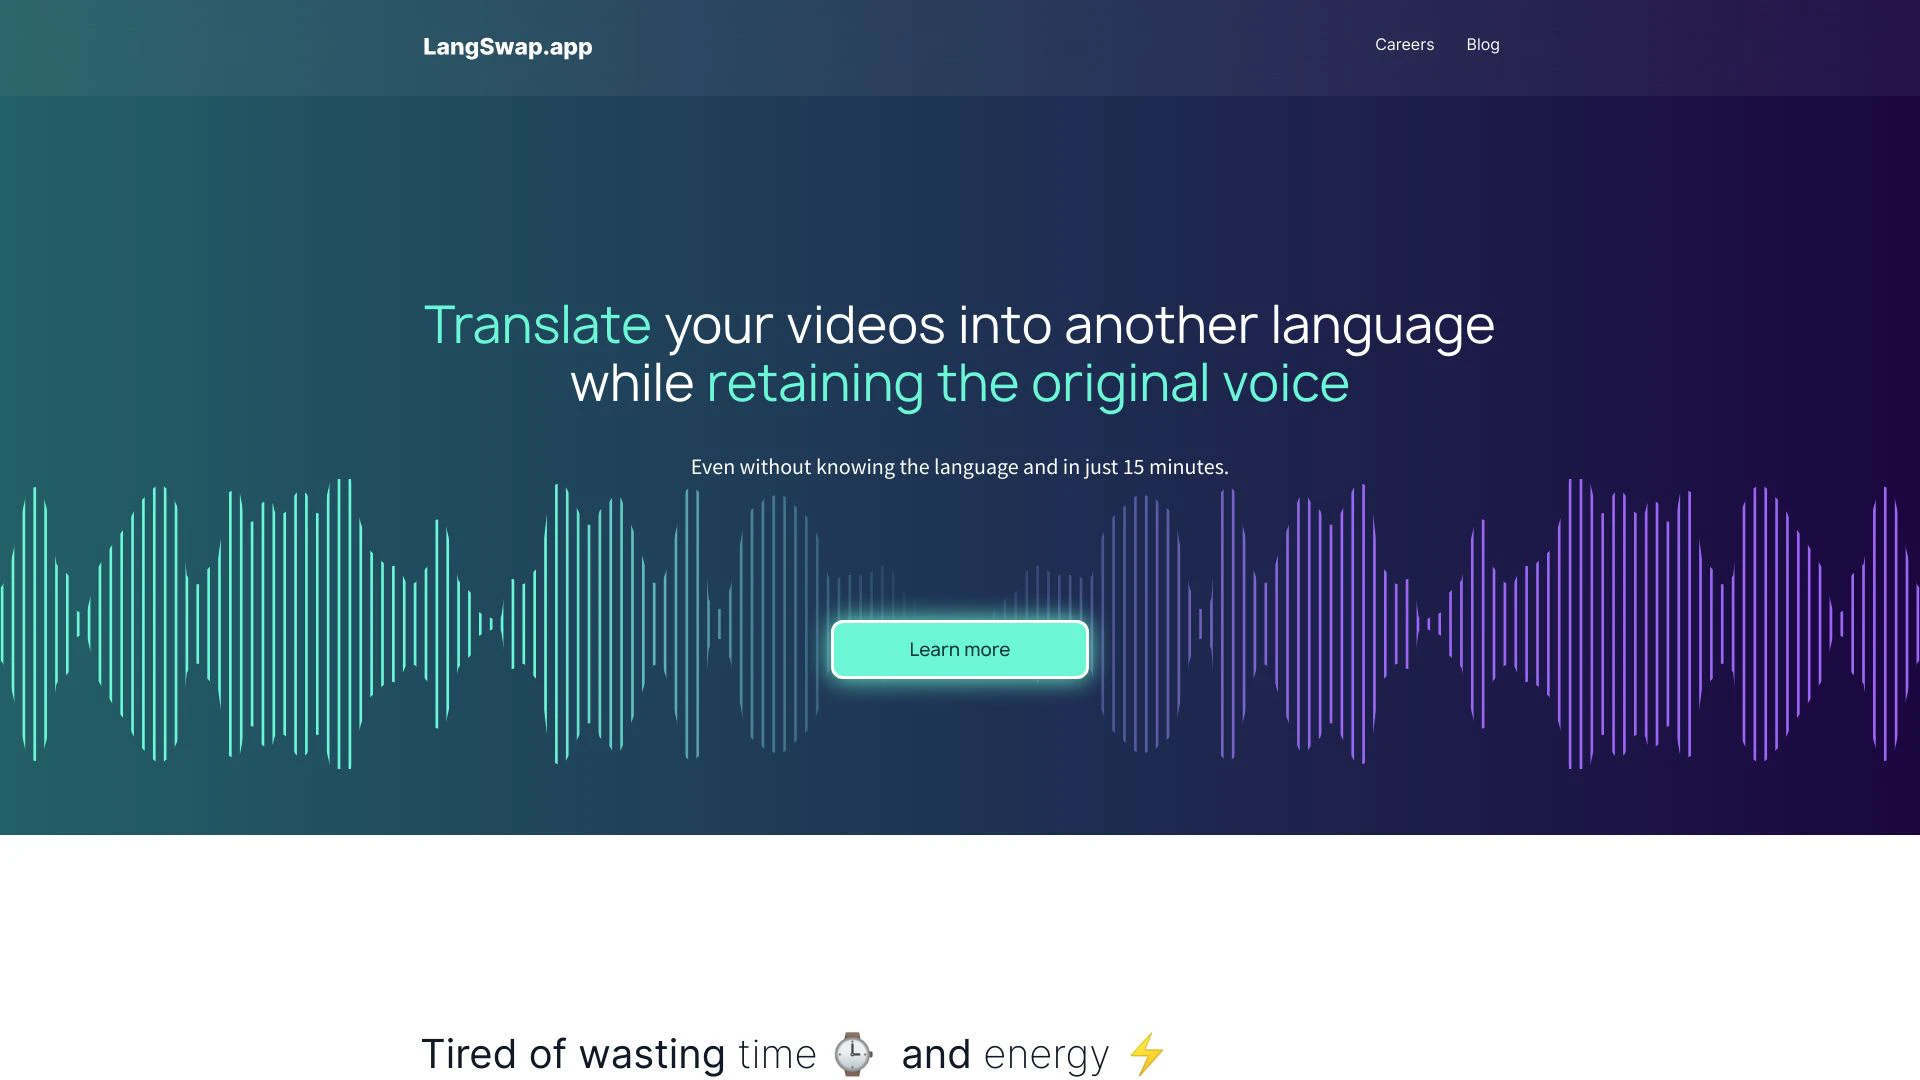 LangSwap.app
Careers
Blog
Translate your videos into another language
while retaining the original voice
Even without knowing the language and in just 15 minutes.
Learn more
Tired of wasting time ⌚ and energy ⚡